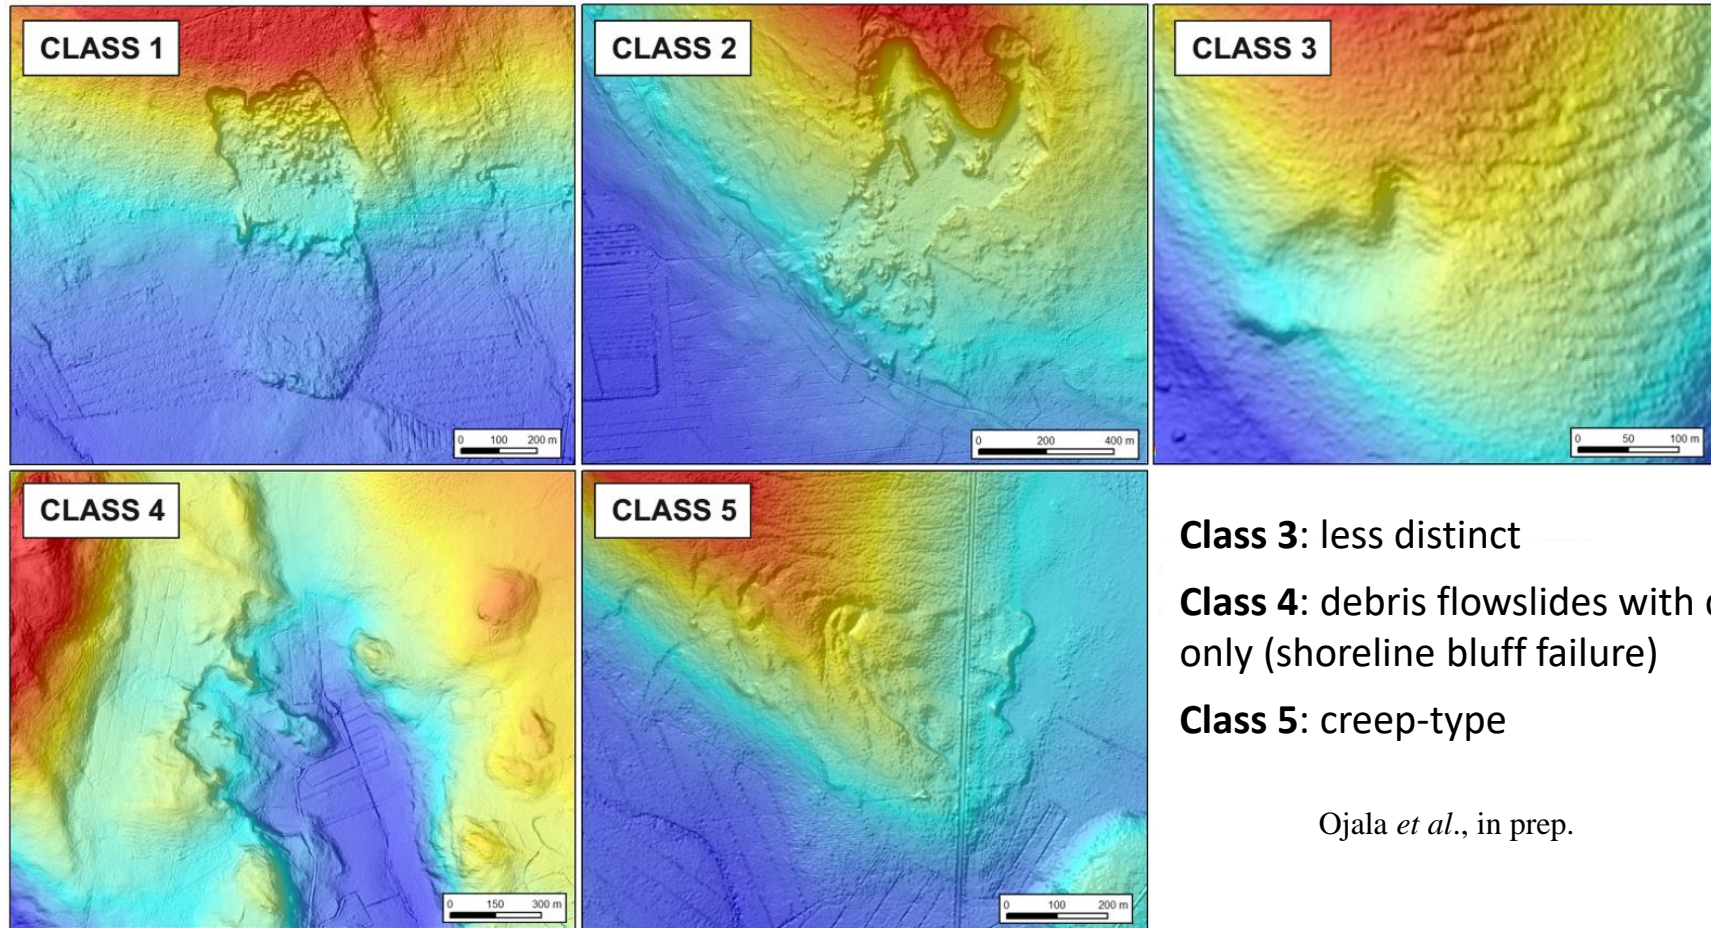 CLASS 1
0 100 200 m
CLASS 2
0 200 400 m
CLASS 3
0 50 100 m
CLASS 4
0 150 300 m
CLASS 5
0 100 200 m
Class 3: less distinct
Class 4: debris flowslides with
only (shoreline bluff failure)
Class 5: creep-type
Ojala et al., in prep.